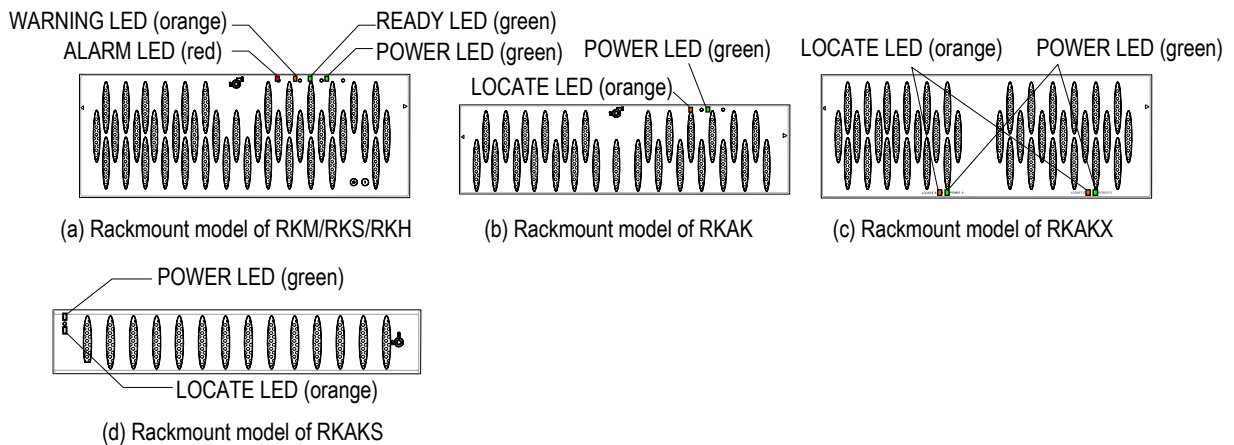 WARNING LED (orange)
READY LED (green)
ALARM LED (red)
POWER LED (green)
POWER LED (green)
LOCATE LED (orange)
LOCATE LED (orange)
POWER LED (green)
(a) Rackmount model of RKM/RKS/RKH
(b) Rackmount model of RKAK
(c) Rackmount model of RKAKX
POWER LED (green)
LOCATE LED (orange)
(d) Rackmount model of RKAKS